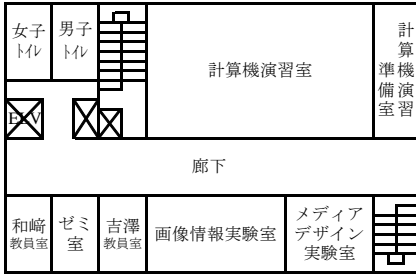 女子
トイレ
男子
トイレ
計算機演習室
計算機演習
準備室
ELV
廊下
和崎
教員室
ゼミ
室
吉澤
教員室
画像情報実験室
メディア
デザイン
実験室